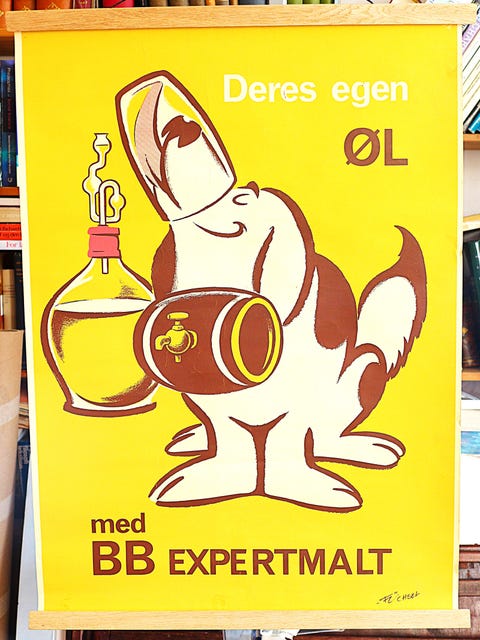 Deres egen
ØL
med
BB EXPERTMALT